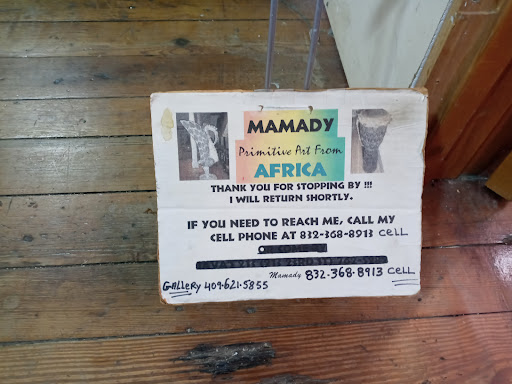 MAMADY
Primitive Art From
AFRICA
THANK YOU FOR STOPPING BY !!!
I WILL RETURN SHORTLY.
IF YOU NEED TO REACH ME, CALL MY
CELL PHONE AT 832-368-8913 CELL
Mamady 832.368.8913 CELL
GALLERY 409.621.5855